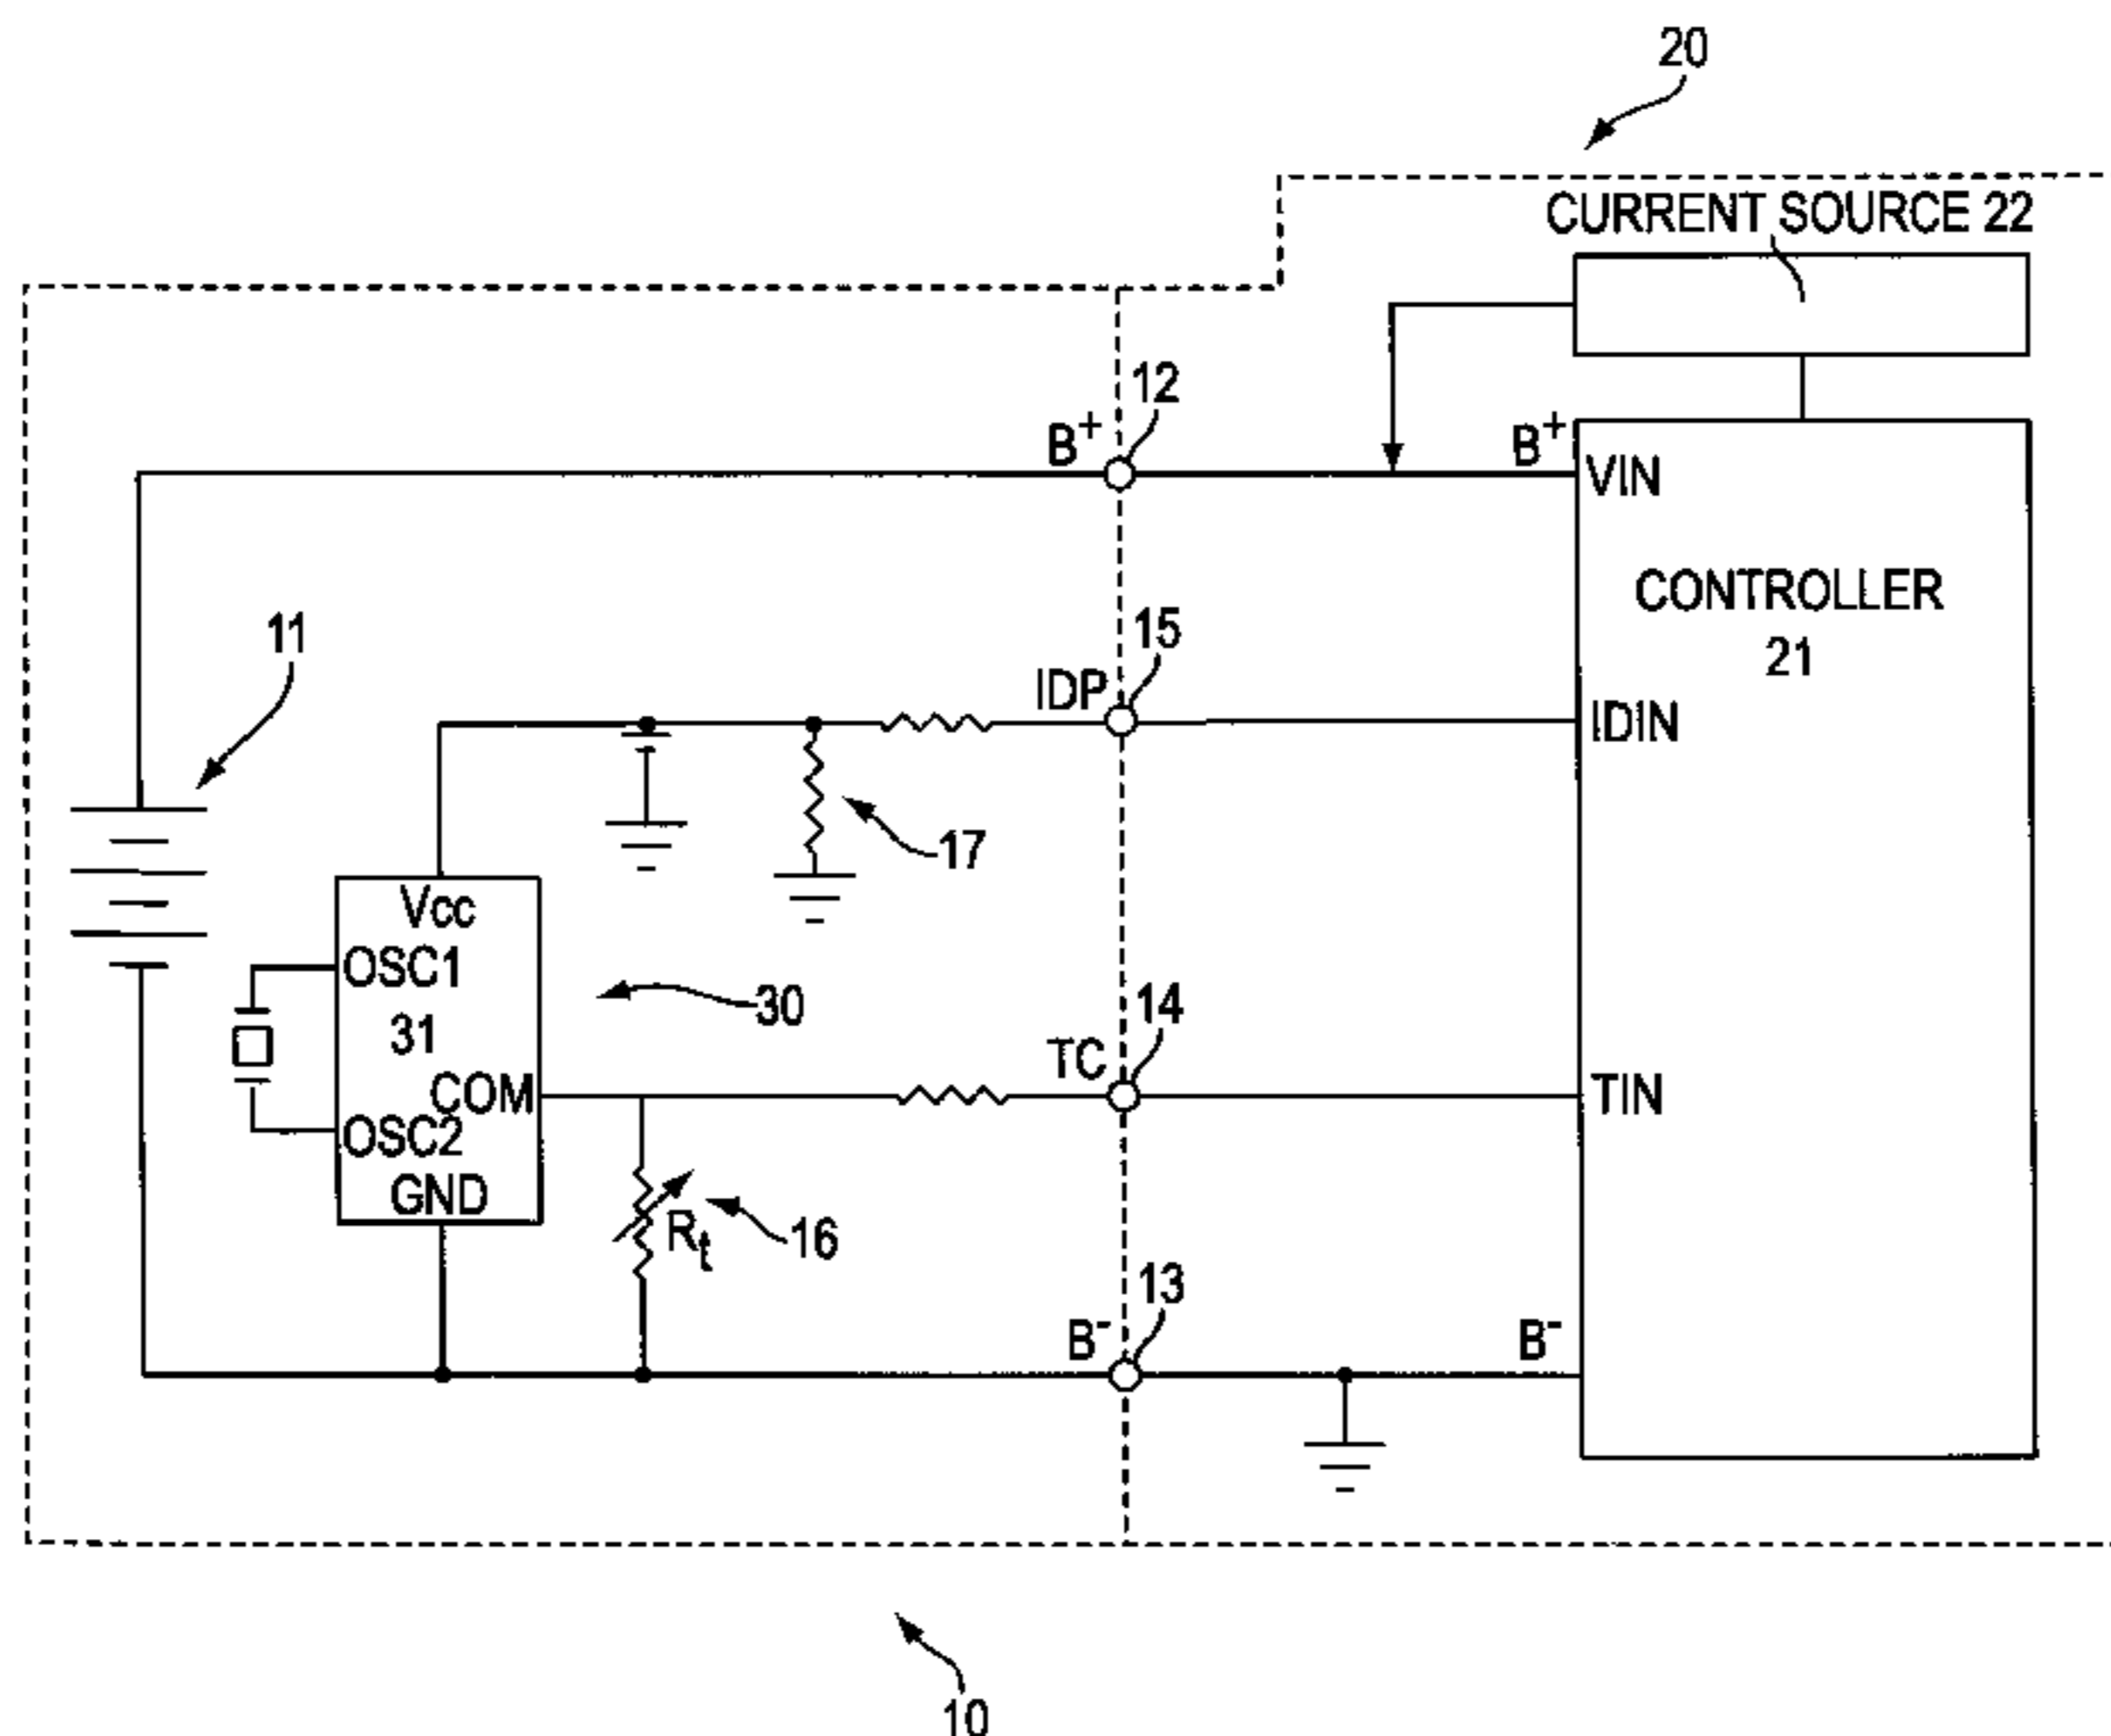 20
CURRENT SOURCE 22
12
B+
B+
VIN
CONTROLLER
21
11
15
IDP
IDIN
17
Vcc
OSC1
31
30
14
TC
COM
TIN
OSC2
GND
Rt
16
13
B-
B-
10